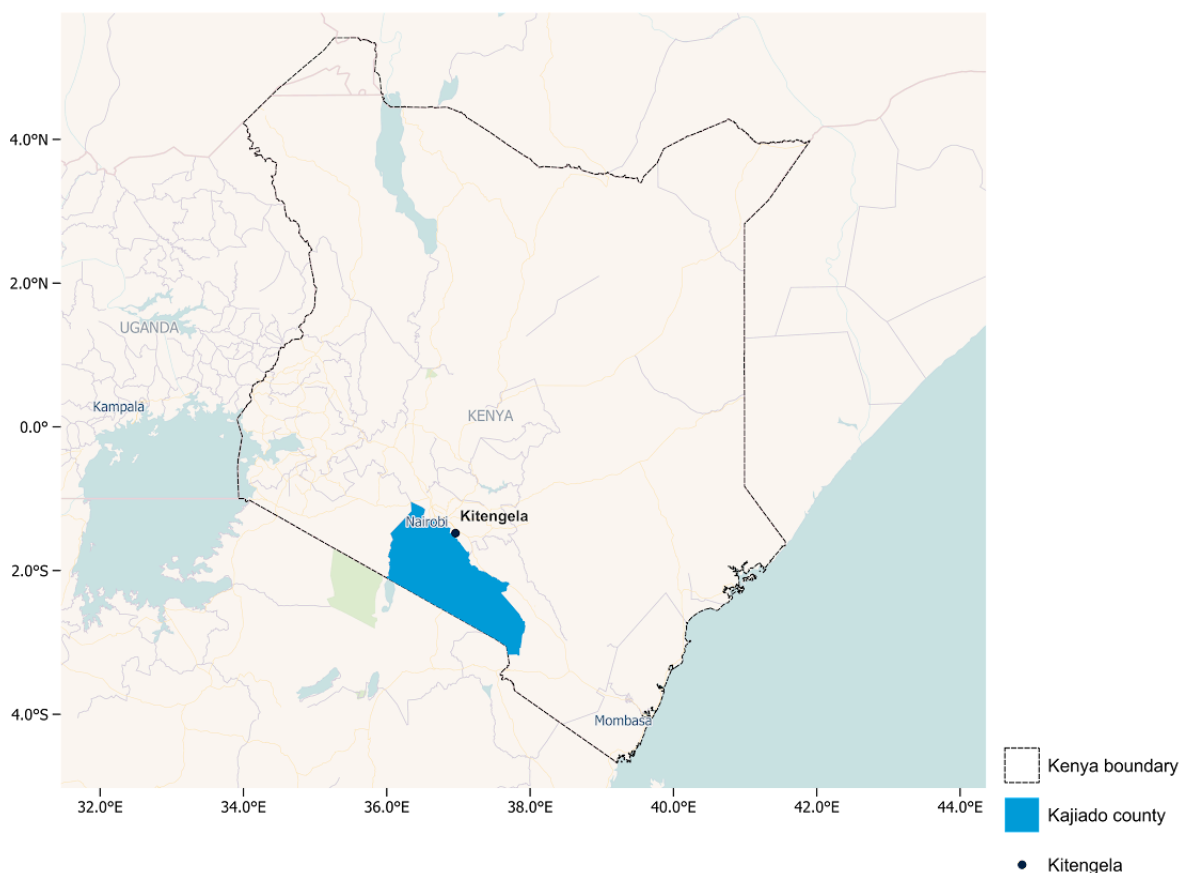 4.0°N
2.0°N
UGANDA
Kampala
KENYA
0.0°
Nairobi
Kitengela
2.0°S
4.0°S
Mombasa
32.0°E
34.0°E
36.0°E
38.0°E
40.0°E
42.0°E
44.0°E
Kenya boundary
Kajiado county
Kitengela